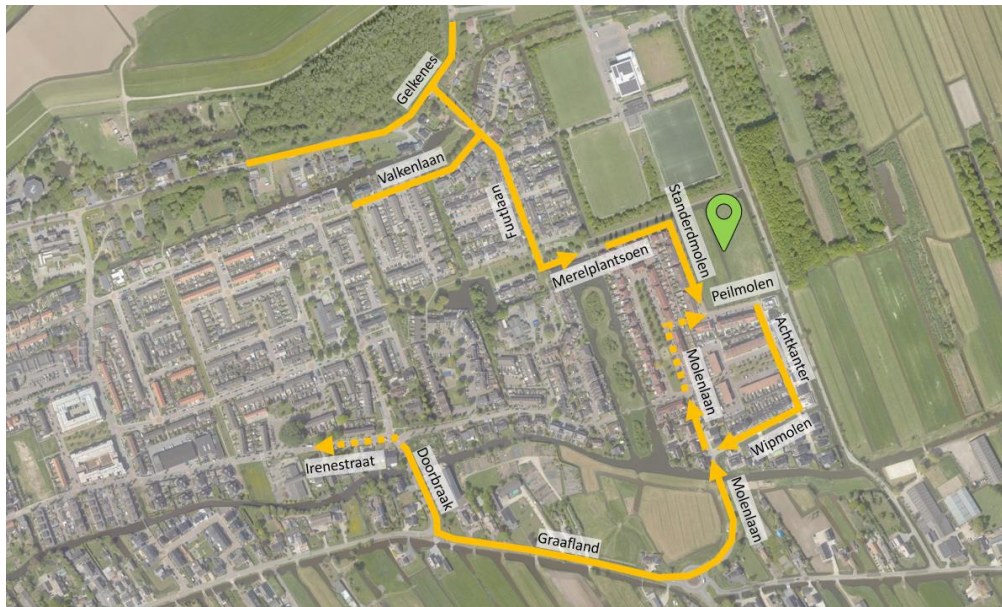 Gelkenes
Valkenlaan
Fuutlaan
Standerdmolen
Merelplantsoen
Peilmolen
Achtkanter
Molenlaan
Wipmolen
Irenestraat
Doorbraak
Molenlaan
Graafland